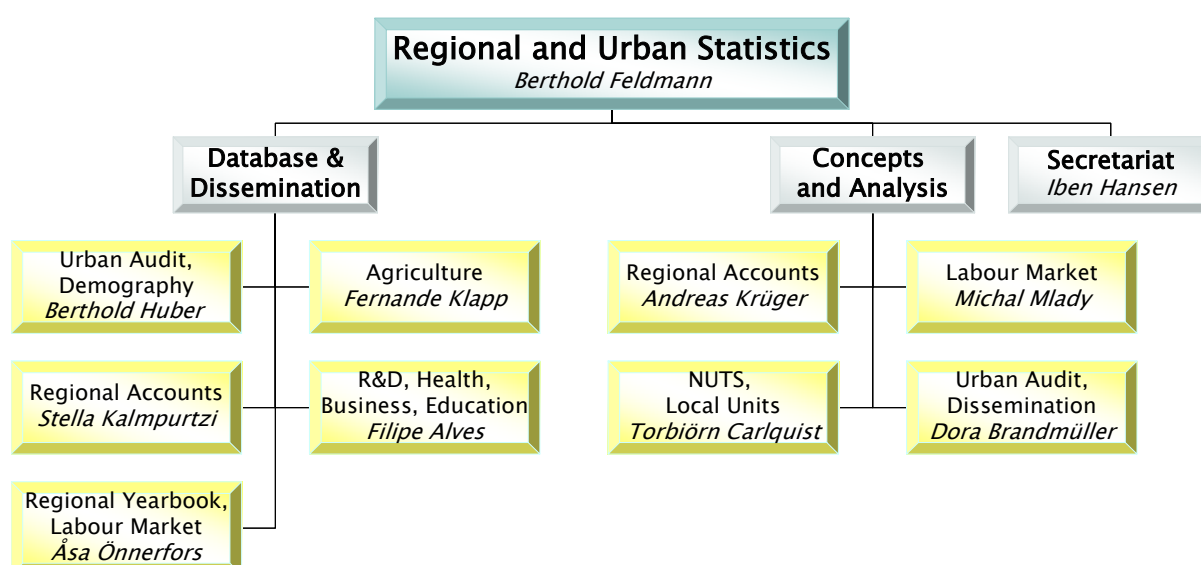 Regional and Urban Statistics
Berthold Feldmann
Database &
Dissemination
Concepts
and Analysis
Secretariat
Iben Hansen
Urban Audit,
Demography
Berthold Huber
Agriculture
Fernande Klapp
Regional Accounts
Andreas Krüger
Labour Market
Michal Mlady
Regional Accounts
Stella Kalmpurtzi
R&D, Health,
Business, Education
Filipe Alves
NUTS,
Local Units
Torbiörn Carlquist
Urban Audit,
Dissemination
Dora Brandmüller
Regional Yearbook,
Labour Market
Åsa Önnerfors